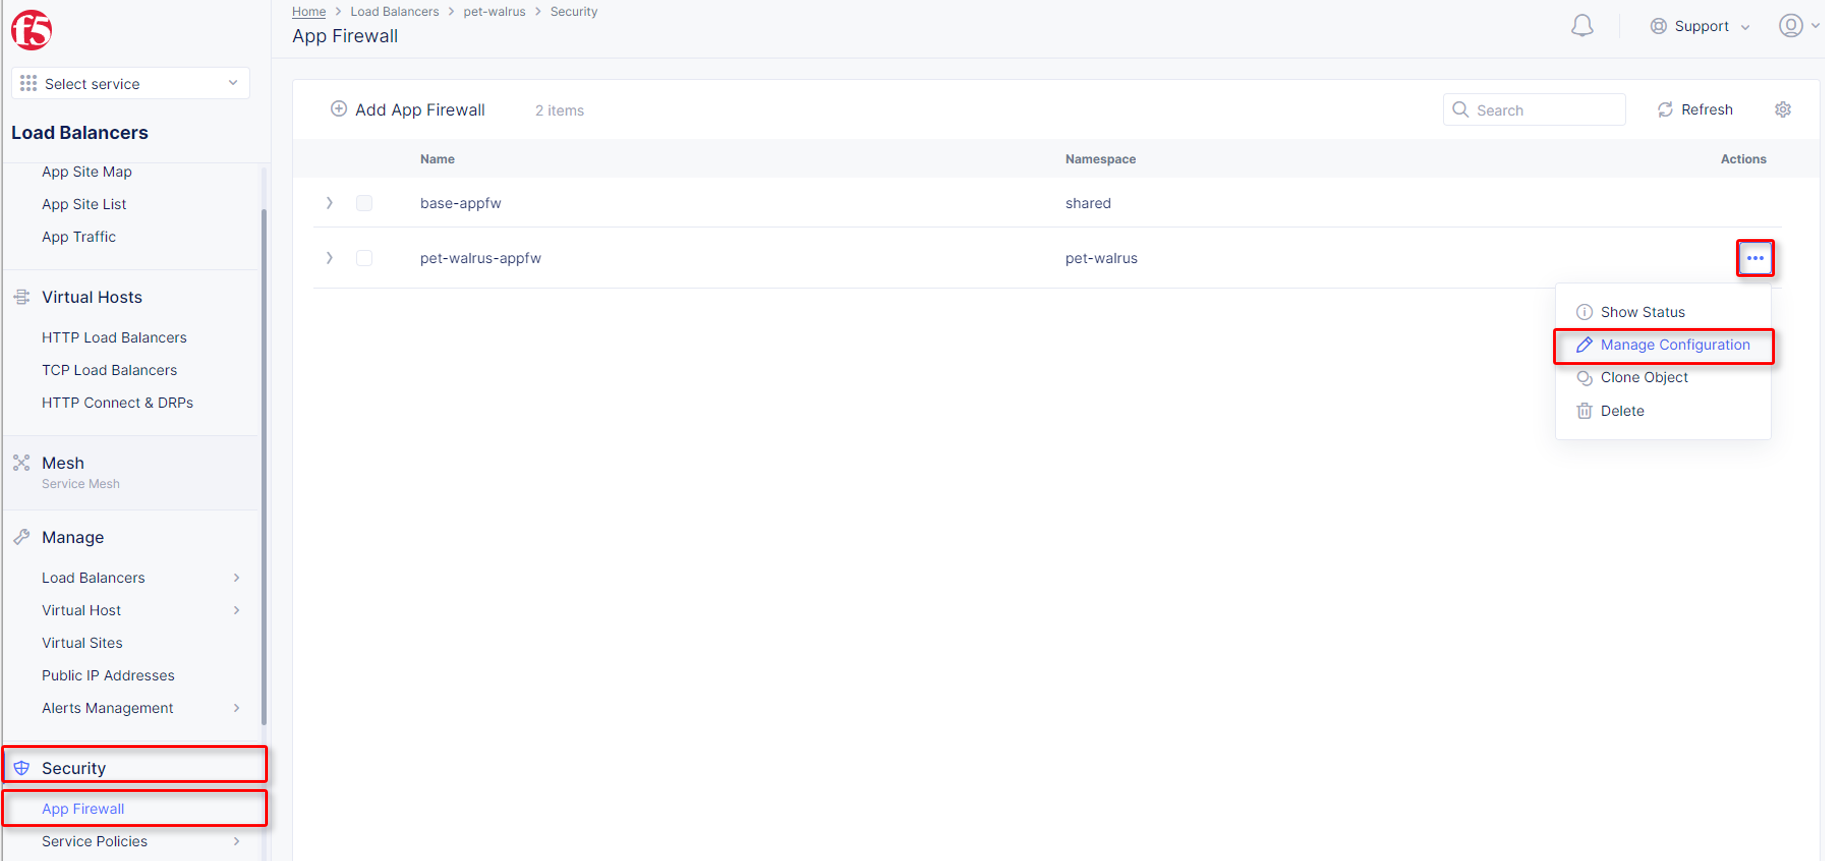 f5
Home > Load Balancers > pet-walrus > Security
App Firewall
Support
Select service
Load Balancers
App Site Map
App Site List
App Traffic
Virtual Hosts
HTTP Load Balancers
TCP Load Balancers
HTTP Connect & DRPs
Mesh
Service Mesh
Manage
Load Balancers
Virtual Host
Virtual Sites
Public IP Addresses
Alerts Management
Security
App Firewall
Service Policies
Add App Firewall 2 items Search Refresh
Name Namespace Actions
base-appfw shared
pet-walrus-appfw pet-walrus
Show Status
Manage Configuration
Clone Object
Delete